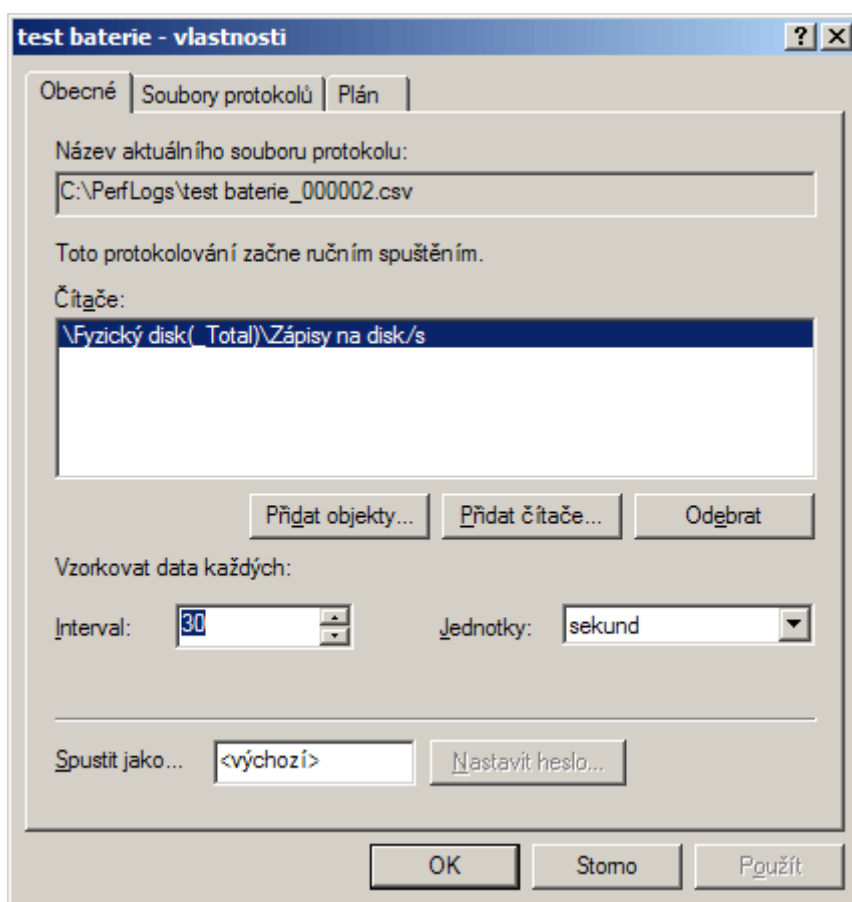 test baterie - vlastnosti
Obecné Soubory protokolů Plán
Název aktuálního souboru protokolu:
C:\PerfLogs\test baterie_000002.csv
Toto protokolování začne ručním spuštěním.
Čítače:
\Fyzický disk(_Total)\Zápisy na disk/s
Přidat objekty... Přidat čítače... Odebrat
Vzorkovat data každých:
Interval: 30 Jednotky: sekund
Spustit jako... <výchozí> Nastavit heslo...
OK Storno Použít